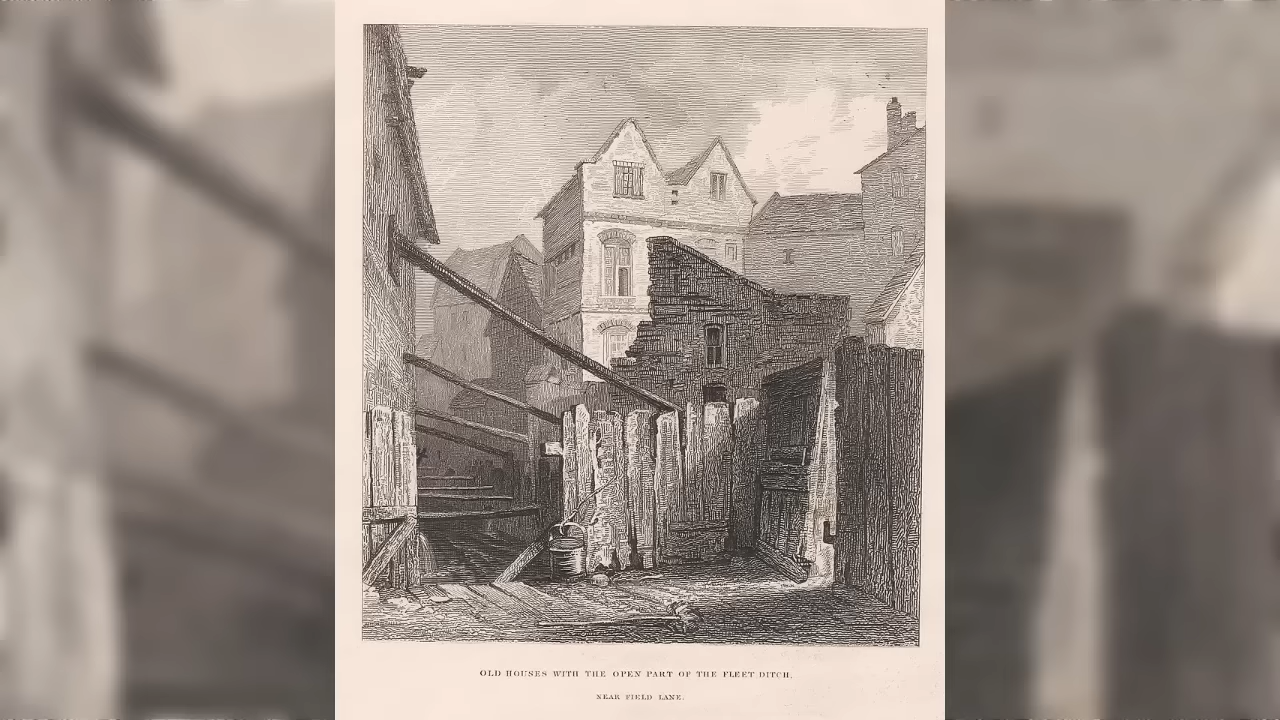 OLD HOUSES WITH THE OPEN PART OF THE FLEET DITCH,
NEAR FIELD LANE.